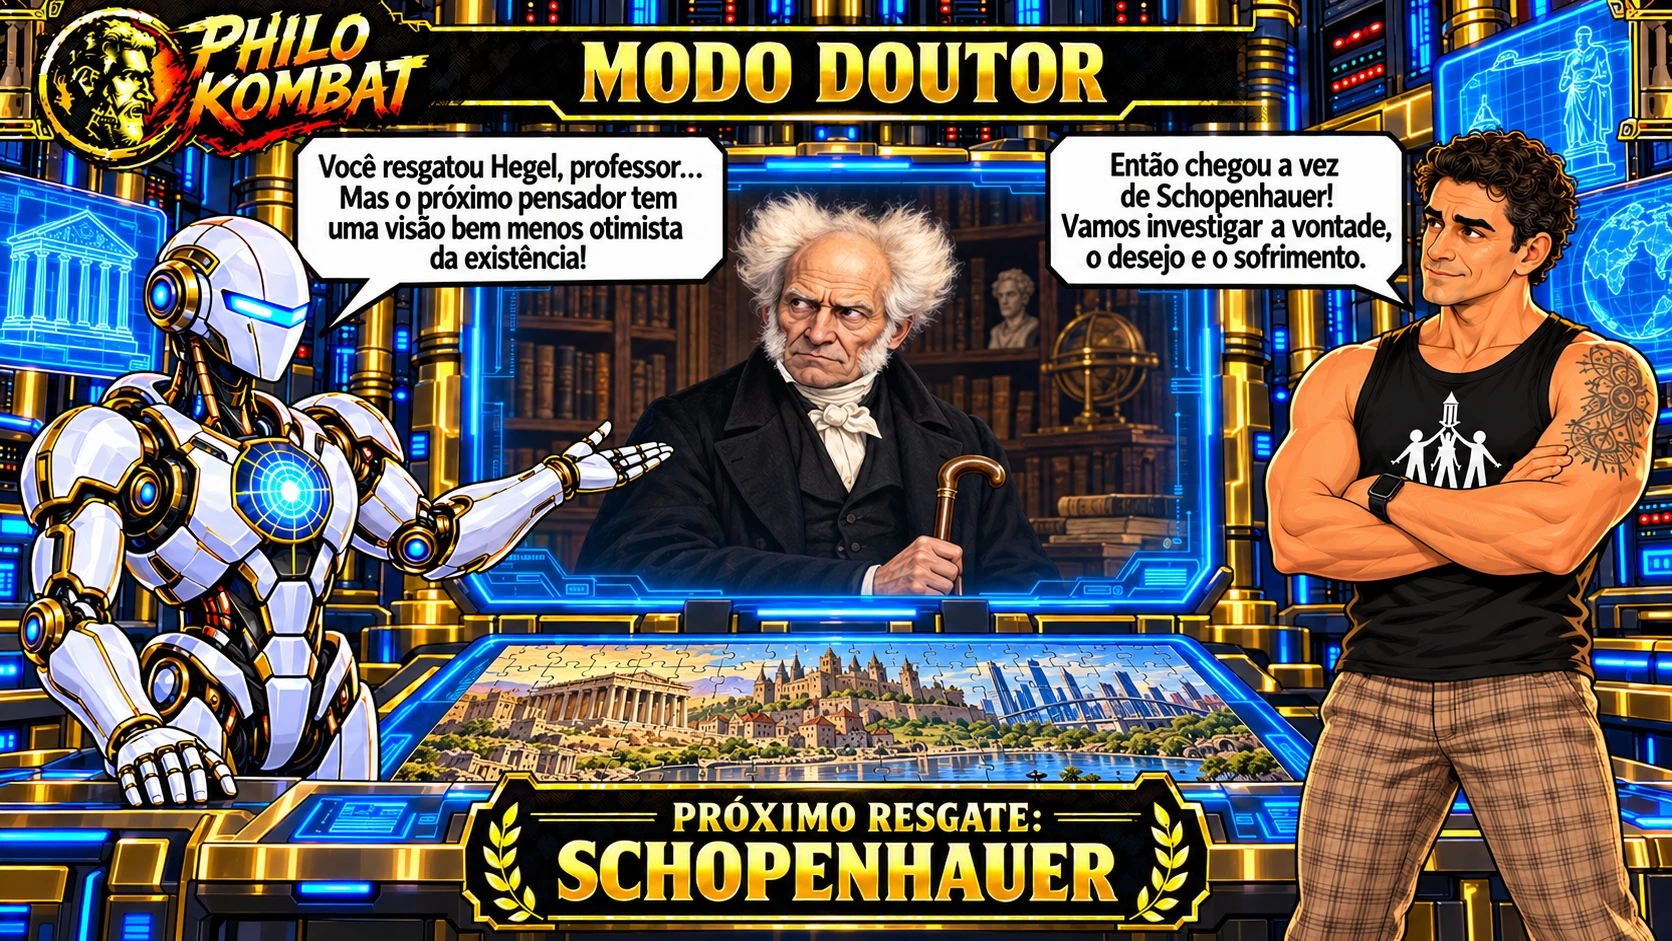 PHILO
KOMBAT
MODO DOUTOR
Você resgatou Hegel, professor...
Mas o próximo pensador tem
uma visão bem menos otimista
da existência!
Então chegou a vez
de Schopenhauer!
Vamos investigar a vontade,
o desejo e o sofrimento.
PRÓXIMO RESGATE:
SCHOPENHAUER